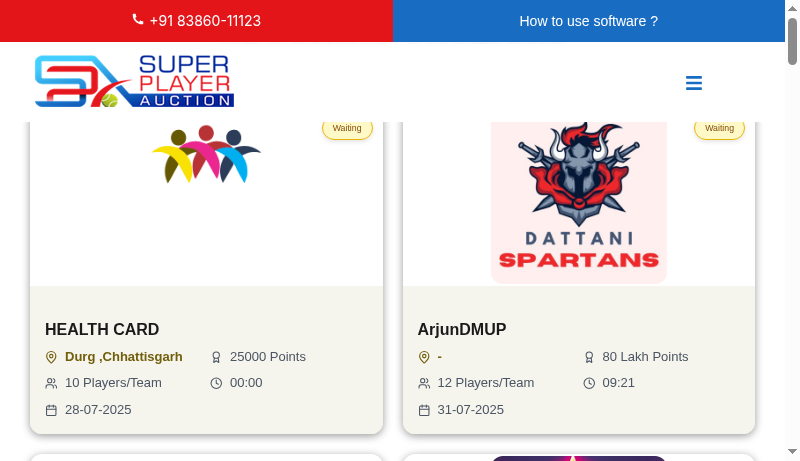 +91 83860-11123
How to use software ?
SUPER
PLAYER
AUCTION
Waiting
Waiting
DATTANI
SPARTANS
HEALTH CARD
Durg ,Chhattisgarh
25000 Points
10 Players/Team
00:00
28-07-2025
ArjunDMUP
-
80 Lakh Points
12 Players/Team
09:21
31-07-2025